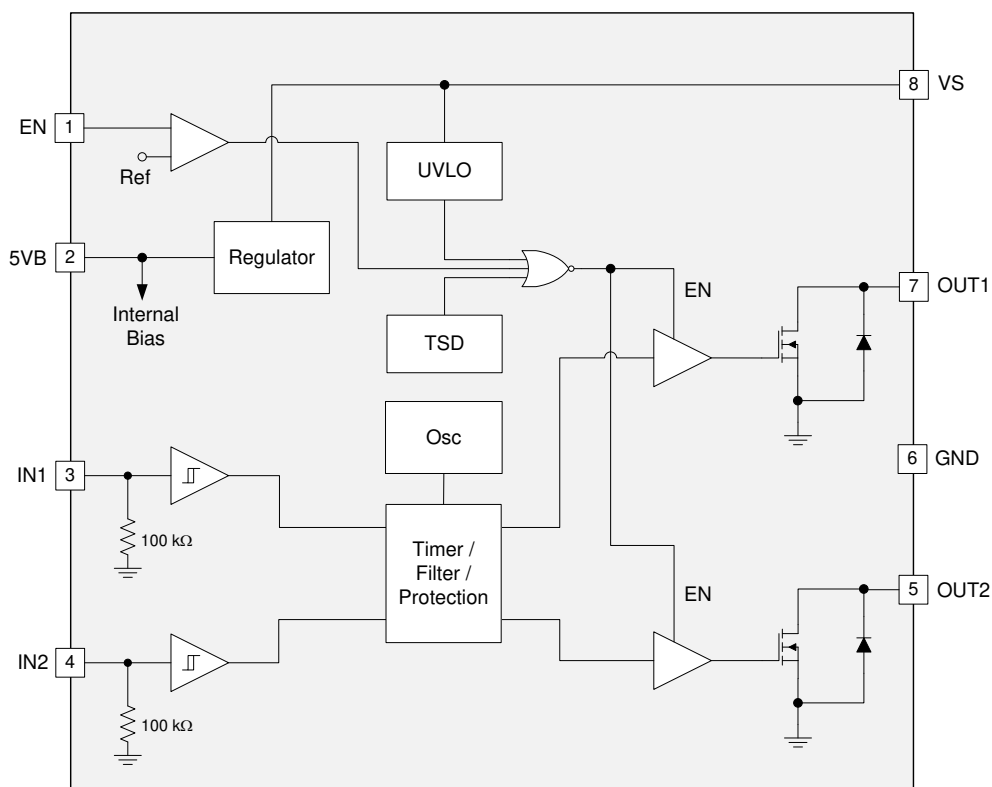 8 VS
EN 1
Ref
UVLO
5VB 2
Regulator
Internal
Bias
EN
7 OUT1
TSD
Osc
6 GND
IN1 3
100 kΩ
Timer /
Filter /
Protection
EN
5 OUT2
IN2 4
100 kΩ